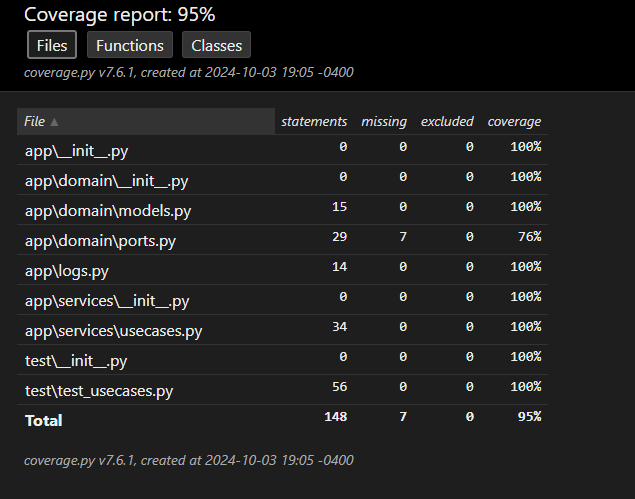 Coverage report: 95%
Files Functions Classes
coverage.py v7.6.1, created at 2024-10-03 19:05 -0400
File ▲ statements missing excluded coverage
app\__init__.py 0 0 0 100%
app\domain\__init__.py 0 0 0 100%
app\domain\models.py 15 0 0 100%
app\domain\ports.py 29 7 0 76%
app\logs.py 14 0 0 100%
app\services\__init__.py 0 0 0 100%
app\services\usecases.py 34 0 0 100%
test\__init__.py 0 0 0 100%
test\test_usecases.py 56 0 0 100%
Total 148 7 0 95%
coverage.py v7.6.1, created at 2024-10-03 19:05 -0400